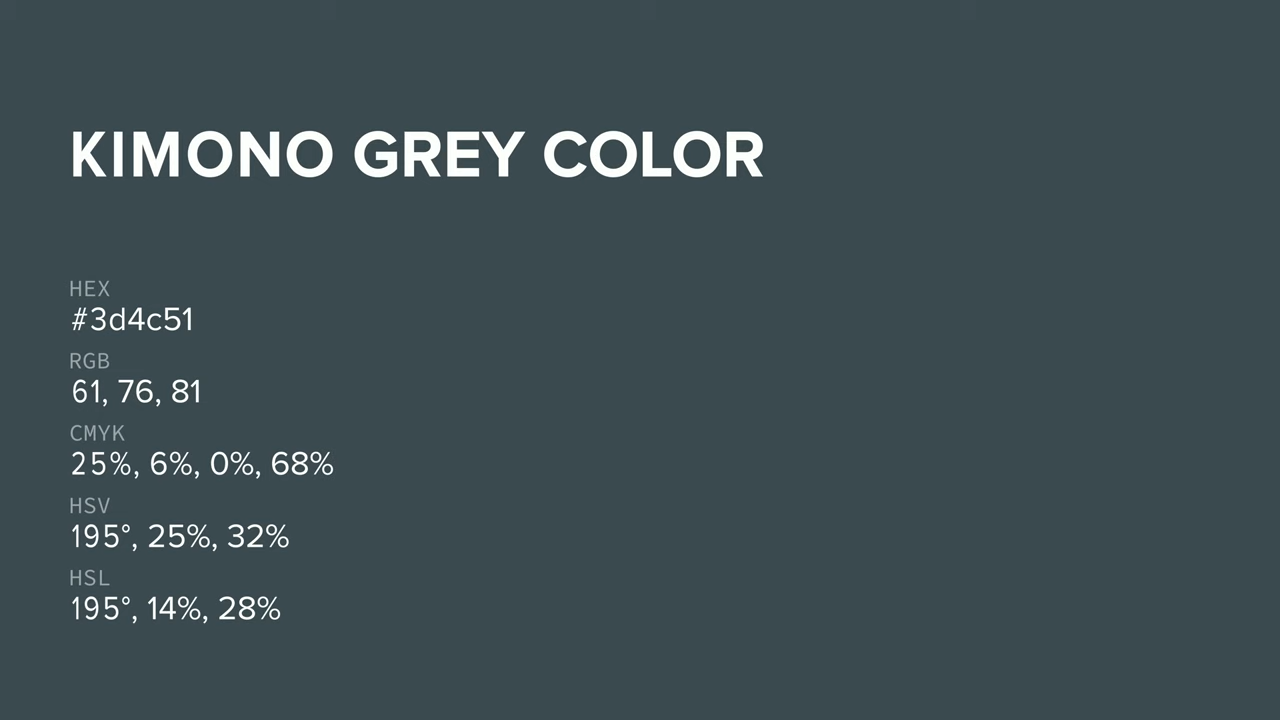 KIMONO GREY COLOR
HEX
#3d4c51
RGB
61, 76, 81
CMYK
25%, 6%, 0%, 68%
HSV
195°, 25%, 32%
HSL
195°, 14%, 28%